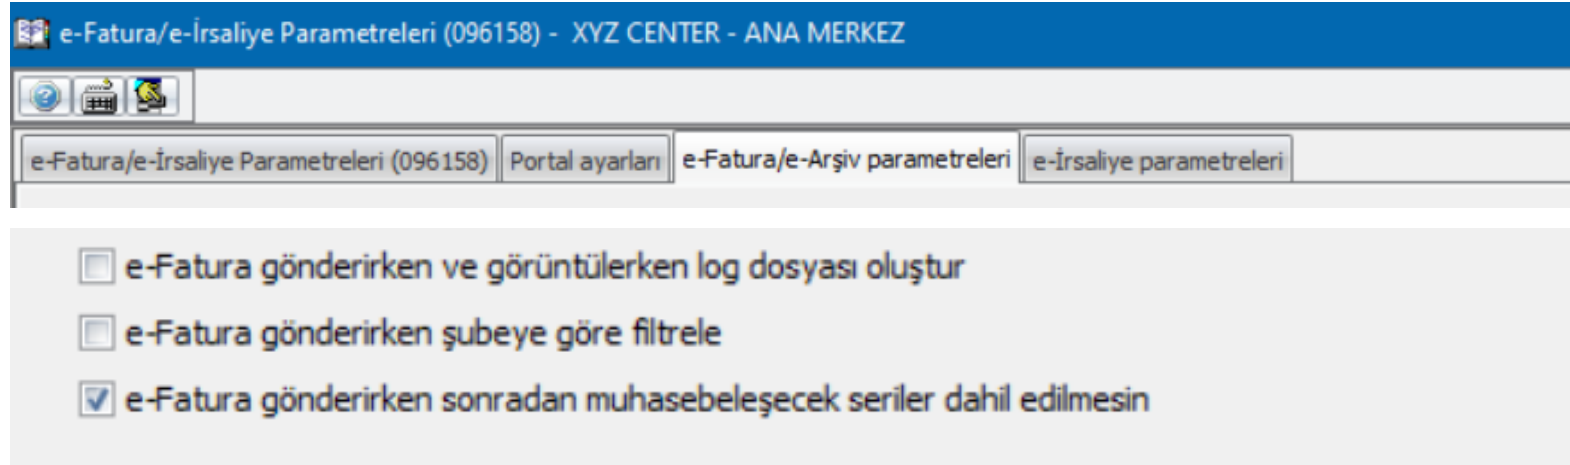 e-Fatura/e-İrsaliye Parametreleri (096158) - XYZ CENTER - ANA MERKEZ
e-Fatura/e-İrsaliye Parametreleri (096158) Portal ayarları e-Fatura/e-Arşiv parametreleri e-İrsaliye parametreleri
e-Fatura gönderirken ve görüntülerken log dosyası oluştur
e-Fatura gönderirken şubeye göre filtrele
e-Fatura gönderirken sonradan muhasebeleşecek seriler dahil edilmesin